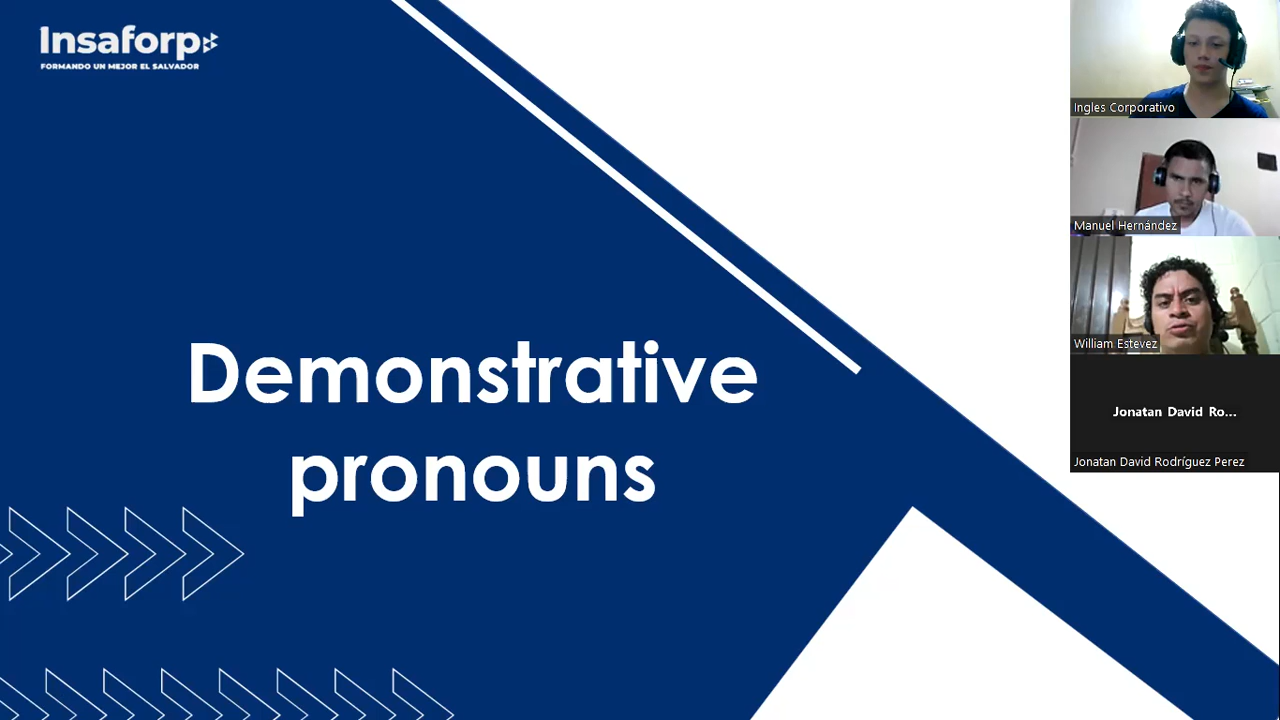 Insaforp
FORMANDO UN MEJOR EL SALVADOR
Demonstrative
pronouns
Ingles Corporativo
Manuel Hernández
William Estevez
Jonatan David Ro...
Jonatan David Rodríguez Perez